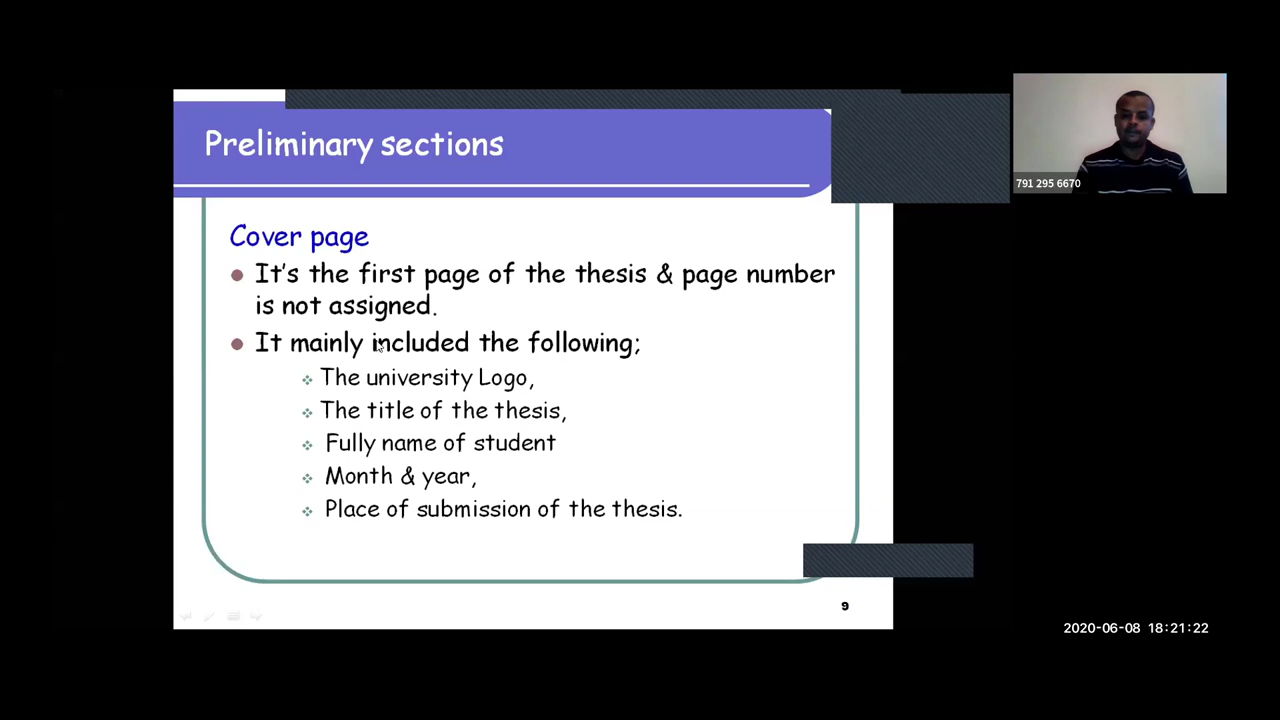 Preliminary sections
Cover page
It's the first page of the thesis & page number
is not assigned.
It mainly included the following;
The university Logo,
The title of the thesis,
Fully name of student
Month & year,
Place of submission of the thesis.
9
791 295 6670
2020-06-08 18:21:22